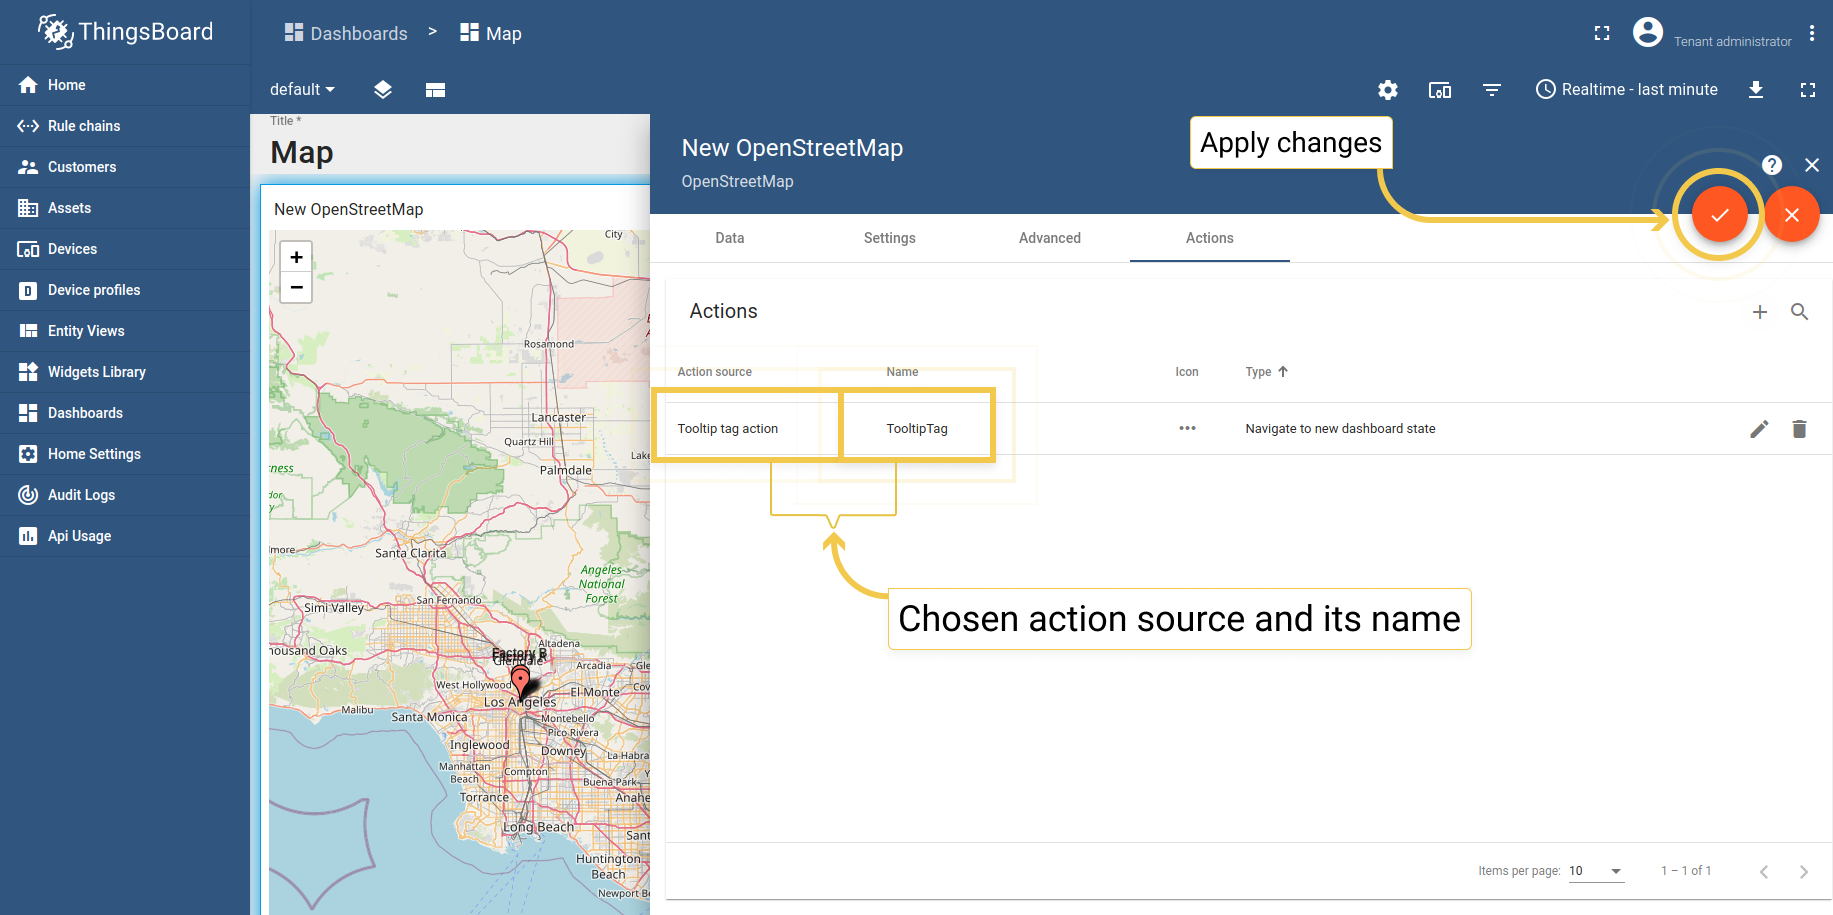 ThingsBoard
Dashboards > Map
Tenant administrator
Home
Rule chains
Customers
Assets
Devices
Device profiles
Entity Views
Widgets Library
Dashboards
Home Settings
Audit Logs
Api Usage
default
Realtime - last minute
Title *
Map
New OpenStreetMap
+
−
City
Rosamond
Lancaster
Quartz Hill
Lake
Palmdale
Santa Clarita
Angeles
National
Forest
San Fernando
Simi Valley
Altadena
housand Oaks
Factory B
Glendale
Arcadia
Gle
West Hollywood
El Monte
Cov
Los Angeles
Malibu
Santa Monica
Montebello
Pico Rivera
Inglewood
Downey
La Habra
Manhattan
Beach
Compton
Buena Park
Torrance
Anahe
Long Beach
Sant
Huntington
Beach
Newport Be
New OpenStreetMap
OpenStreetMap
Apply changes
Data
Settings
Advanced
Actions
Actions
Action source
Name
Icon
Type
Tooltip tag action
TooltipTag
Navigate to new dashboard state
Chosen action source and its name
Items per page: 10
1 – 1 of 1